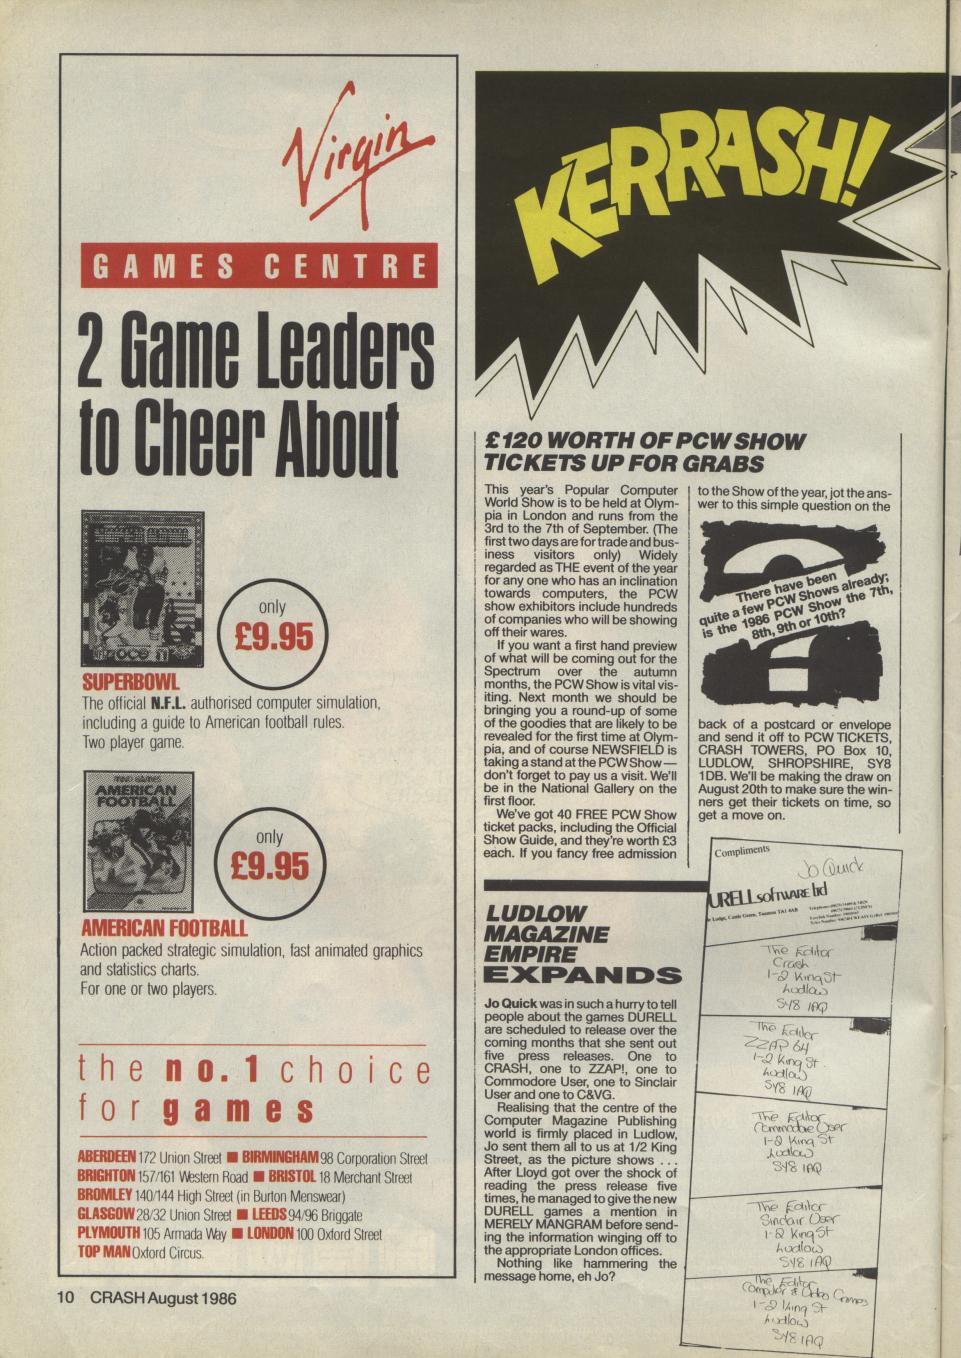 Virgin
GAMES CENTRE
2 Game Leaders
to Cheer About
only
£9.95
SUPERBOWL
The official N.F.L. authorised computer simulation,
including a guide to American football rules.
Two player game.
AMERICAN
FOOTBALL
only
£9.95
AMERICAN FOOTBALL
Action packed strategic simulation, fast animated graphics
and statistics charts.
For one or two players.
the no.1 choice
for games
ABERDEEN 172 Union Street ■ BIRMINGHAM 98 Corporation Street
BRIGHTON 157/161 Western Road ■ BRISTOL 18 Merchant Street
BROMLEY 140/144 High Street (in Burton Menswear)
GLASGOW 28/32 Union Street ■ LEEDS 94/96 Briggate
PLYMOUTH 105 Armada Way ■ LONDON 100 Oxford Street
TOP MAN Oxford Circus.
10 CRASH August 1986
KERRASH!
£120 WORTH OF PCW SHOW
TICKETS UP FOR GRABS
This year's Popular Computer
World Show is to be held at Olym-
pia in London and runs from the
3rd to the 7th of September. (The
first two days are for trade and bus-
iness visitors only) Widely
regarded as THE event of the year
for any one who has an inclination
towards computers, the PCW
show exhibitors include hundreds
of companies who will be showing
off their wares.
If you want a first hand preview
of what will be coming out for the
Spectrum over the autumn
months, the PCW Show is vital vis-
iting. Next month we should be
bringing you a round-up of some
of the goodies that are likely to be
revealed for the first time at Olym-
pia, and of course NEWSFIELD is
taking a stand at the PCW Show —
don't forget to pay us a visit. We'll
be in the National Gallery on the
first floor.
We've got 40 FREE PCW Show
ticket packs, including the Official
Show Guide, and they're worth £3
each. If you fancy free admission
to the Show of the year, jot the ans-
wer to this simple question on the
There have been
quite a few PCW Shows already;
is the 1986 PCW Show the 7th,
8th, 9th or 10th?
back of a postcard or envelope
and send it off to PCW TICKETS,
CRASH TOWERS, PO Box 10,
LUDLOW, SHROPSHIRE, SY8
1DB. We'll be making the draw on
August 20th to make sure the win-
ners get their tickets on time, so
get a move on.
LUDLOW
MAGAZINE
EMPIRE
EXPANDS
Jo Quick was in such a hurry to tell
people about the games DURELL
are scheduled to release over the
coming months that she sent out
five press releases. One to
CRASH, one to ZZAP!, one to
Commodore User, one to Sinclair
User and one to C&VG.
Realising that the centre of the
Computer Magazine Publishing
world is firmly placed in Ludlow,
Jo sent them all to us at 1/2 King
Street, as the picture shows . . .
After Lloyd got over the shock of
reading the press release five
times, he managed to give the new
DURELL games a mention in
MERELY MANGRAM before send-
ing the information winging off to
the appropriate London offices.
Nothing like hammering the
message home, eh Jo?
Compliments
Jo Quick
URELL software ltd
Lodge, Castle Green, Taunton TA1 4AB
The Editor
Crash
1-2 King St
Ludlow
SY8 1AQ
The Editor
ZZAP 64
1-2 King St
Ludlow
SY8 1AQ
The Editor
Commodore User
1-2 King St
Ludlow
SY8 1AQ
The Editor
Sinclair User
1-2 King St
Ludlow
SY8 1AQ
The Editor
Computer & Video Games
1-2 King St
Ludlow
SY8 1AQ